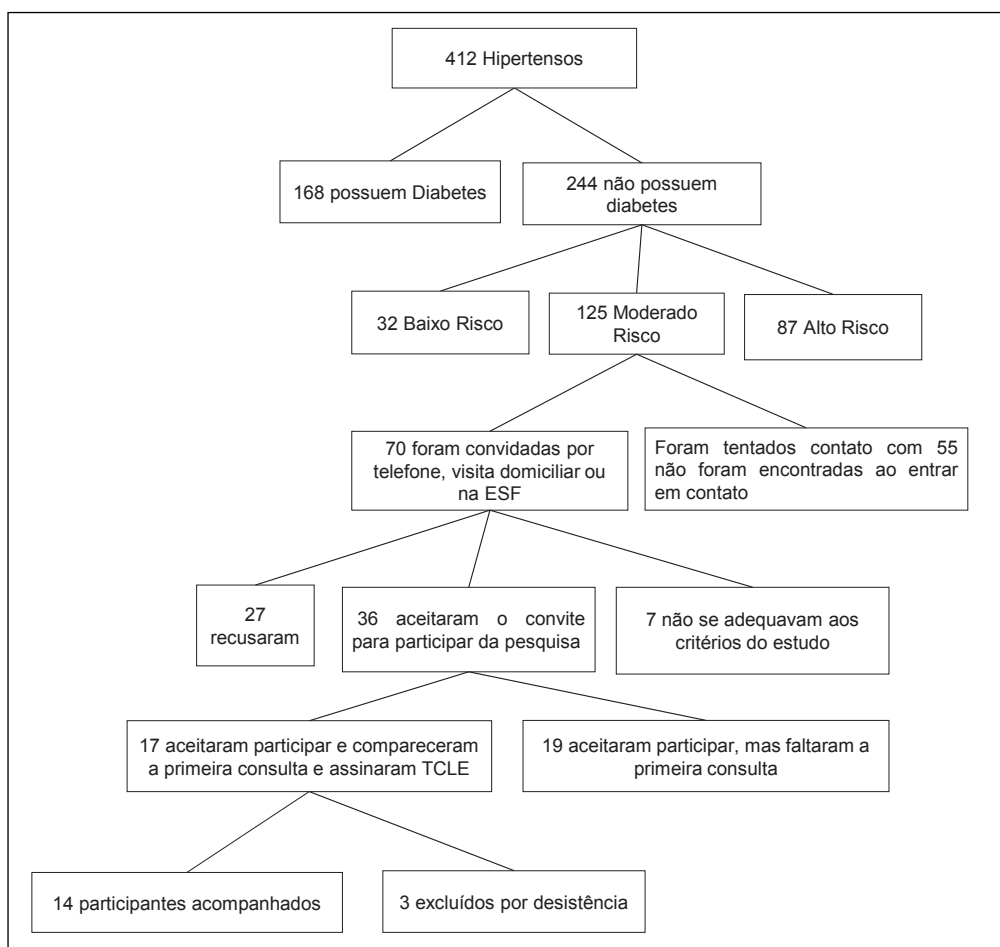 412 Hipertensos
168 possuem Diabetes
244 não possuem
diabetes
32 Baixo Risco
125 Moderado
Risco
87 Alto Risco
70 foram convidadas por
telefone, visita domiciliar ou
na ESF
Foram tentados contato com 55
não foram encontradas ao entrar
em contato
27
recusaram
36 aceitaram o convite
para participar da pesquisa
7 não se adequavam aos
critérios do estudo
17 aceitaram participar e compareceram
a primeira consulta e assinaram TCLE
19 aceitaram participar, mas faltaram a
primeira consulta
14 participantes acompanhados
3 excluídos por desistência